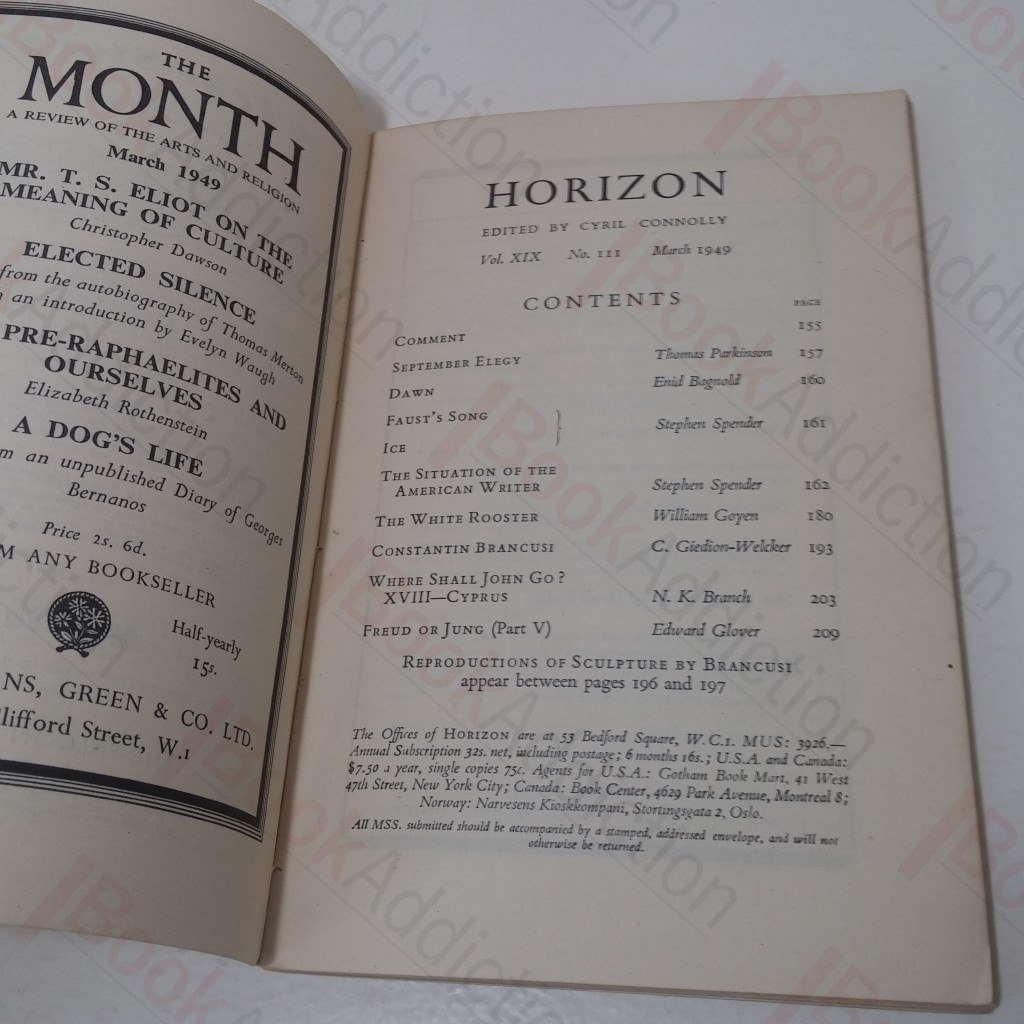 THE
MONTH
A REVIEW OF THE ARTS AND RELIGION
March 1949
MR. T. S. ELIOT ON THE
MEANING OF CULTURE
Christopher Dawson
ELECTED SILENCE
from the autobiography of Thomas Merton
an introduction by Evelyn Waugh
PRE-RAPHAELITES AND
OURSELVES
Elizabeth Rothenstein
A DOG'S LIFE
an unpublished Diary of Georges
Bernanos
Price 2s. 6d.
ANY BOOKSELLER
Half-yearly
15s.
GREEN & CO. LTD.
Street, W.1
HORIZON
EDITED BY CYRIL CONNOLLY
Vol. XIX No. 111 March 1949
CONTENTS
PAGE
COMMENT 155
SEPTEMBER ELEGY Thomas Parkinson 157
DAWN Enid Bagnold 160
FAUST'S SONG
ICE } Stephen Spender 161
THE SITUATION OF THE
AMERICAN WRITER Stephen Spender 162
THE WHITE ROOSTER William Goyen 180
CONSTANTIN BRANCUSI C. Giedion-Welcker 193
WHERE SHALL JOHN GO?
XVIII—CYPRUS N. K. Branch 203
FREUD OR JUNG (Part V) Edward Glover 209
REPRODUCTIONS OF SCULPTURE BY BRANCUSI
appear between pages 196 and 197
The Offices of HORIZON are at 53 Bedford Square, W.C.1. MUS: 3926.—
Annual Subscription 32s. net, including postage; 6 months 16s.; U.S.A. and Canada:
$7.50 a year, single copies 75c. Agents for U.S.A.: Gotham Book Mart, 41 West
47th Street, New York City; Canada: Book Center, 4629 Park Avenue, Montreal 8;
Norway: Narvesens Kioskkompani, Stortingsgata 2, Oslo.
All MSS. submitted should be accompanied by a stamped, addressed envelope, and will not
otherwise be returned.
BookAddiction